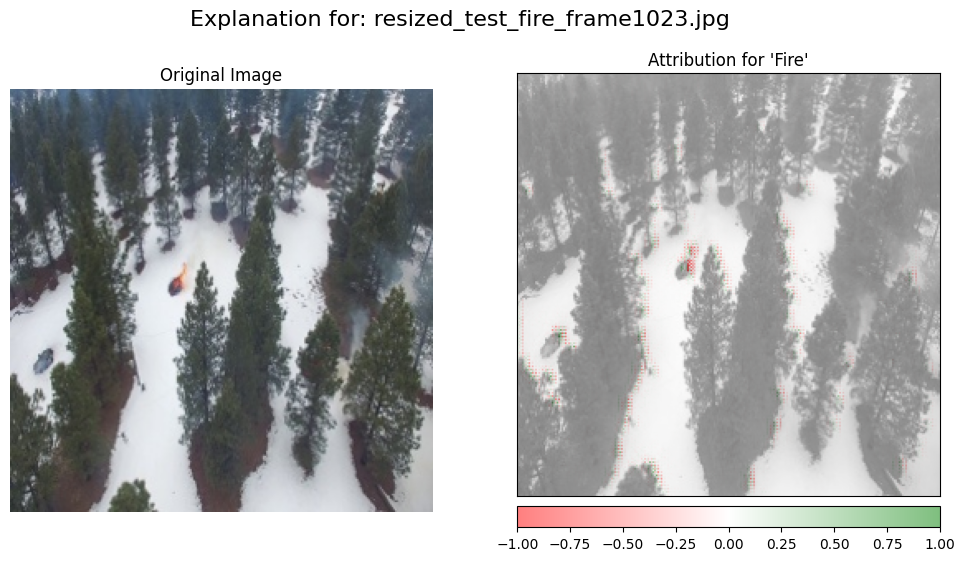 Explanation for: resized_test_fire_frame1023.jpg
Original Image
Attribution for 'Fire'
−1.00 −0.75 −0.50 −0.25 0.00 0.25 0.50 0.75 1.00